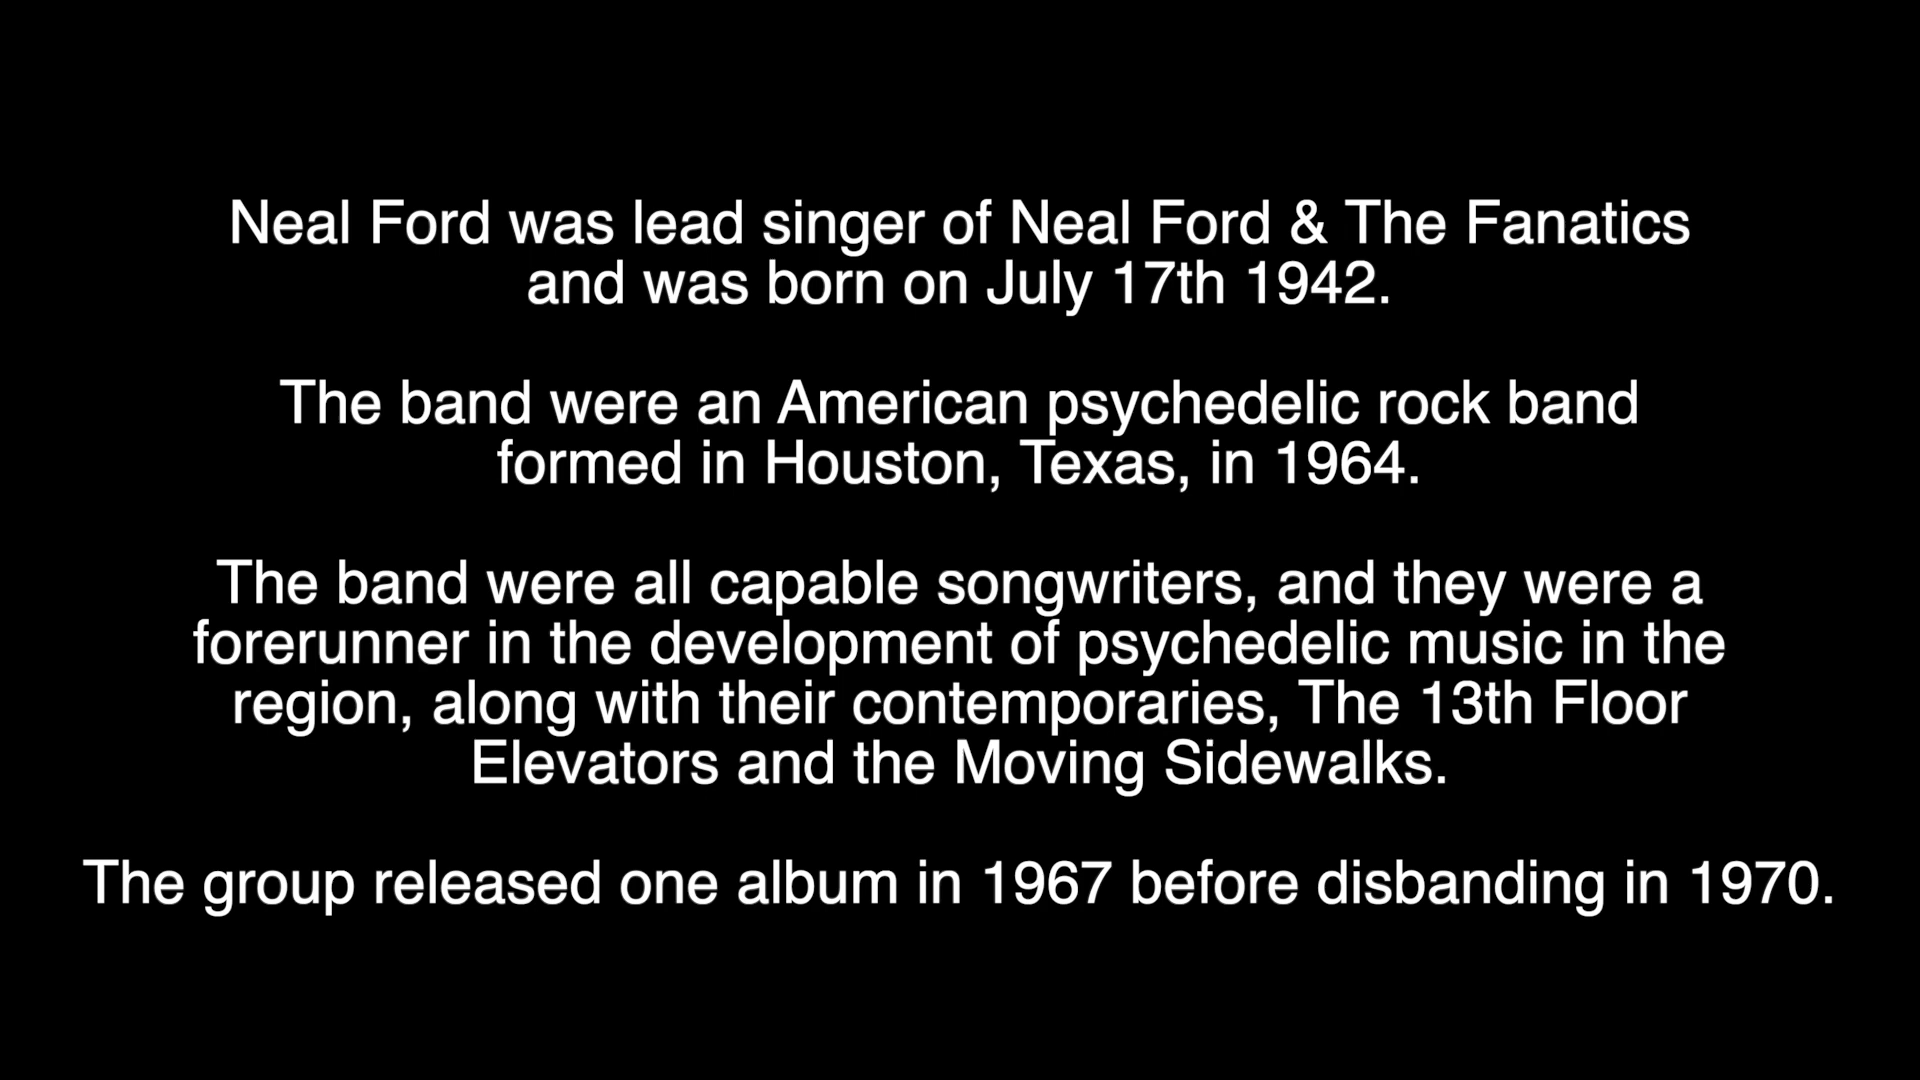 Neal Ford was lead singer of Neal Ford & The Fanatics
and was born on July 17th 1942.
The band were an American psychedelic rock band
formed in Houston, Texas, in 1964.
The band were all capable songwriters, and they were a
forerunner in the development of psychedelic music in the
region, along with their contemporaries, The 13th Floor
Elevators and the Moving Sidewalks.
The group released one album in 1967 before disbanding in 1970.